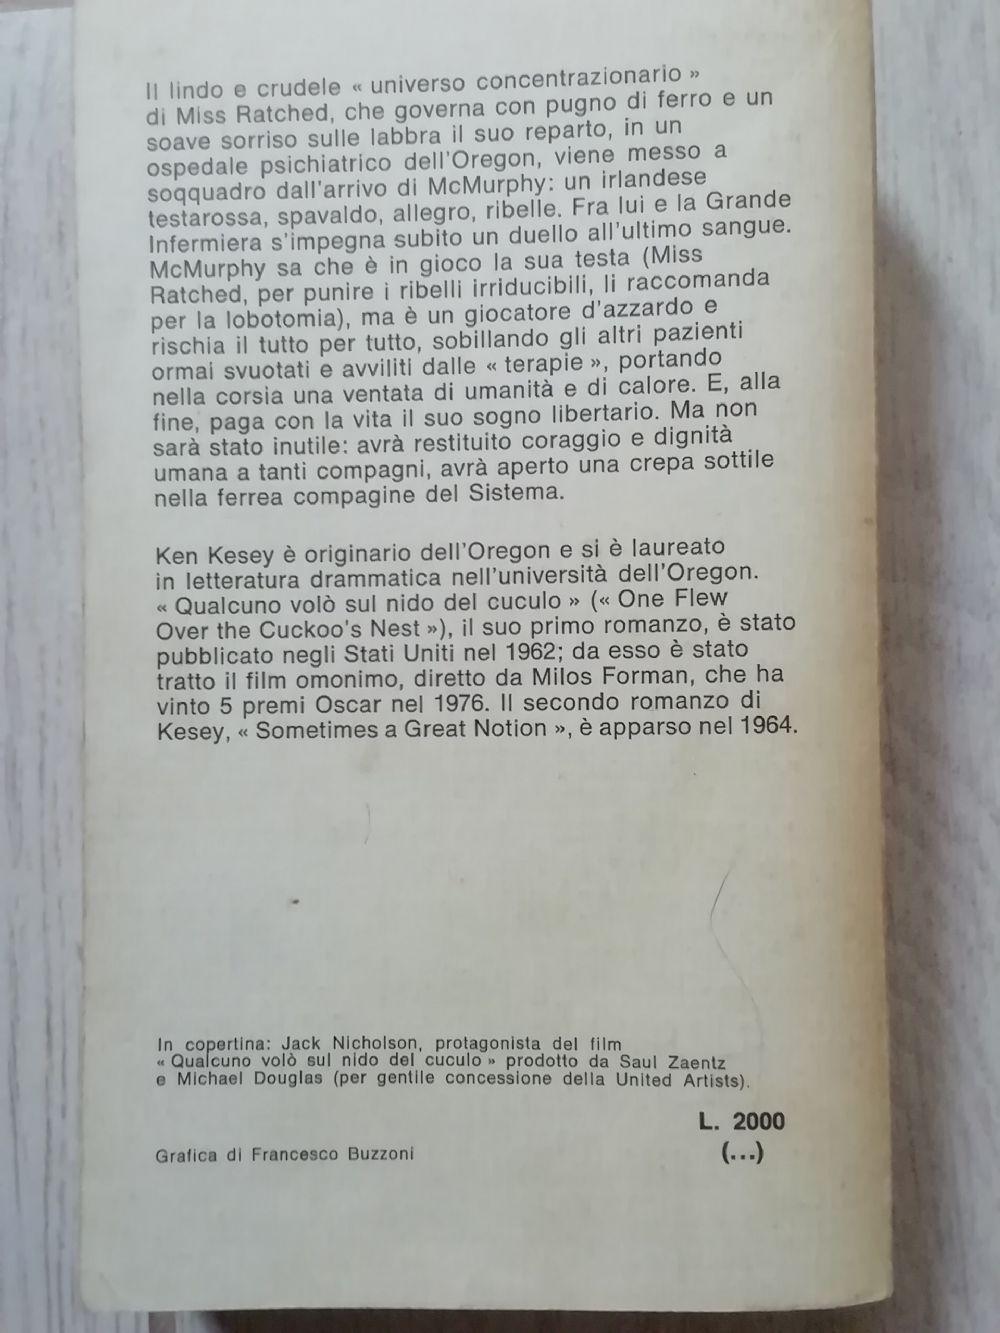 Il lindo e crudele « universo concentrazionario »
di Miss Ratched, che governa con pugno di ferro e un
soave sorriso sulle labbra il suo reparto, in un
ospedale psichiatrico dell'Oregon, viene messo a
soqquadro dall'arrivo di McMurphy: un irlandese
testarossa, spavaldo, allegro, ribelle. Fra lui e la Grande
Infermiera s'impegna subito un duello all'ultimo sangue.
McMurphy sa che è in gioco la sua testa (Miss
Ratched, per punire i ribelli irriducibili, li raccomanda
per la lobotomia), ma è un giocatore d'azzardo e
rischia il tutto per tutto, sobillando gli altri pazienti
ormai svuotati e avviliti dalle « terapie », portando
nella corsia una ventata di umanità e di calore. E, alla
fine, paga con la vita il suo sogno libertario. Ma non
sarà stato inutile: avrà restituito coraggio e dignità
umana a tanti compagni, avrà aperto una crepa sottile
nella ferrea compagine del Sistema.
Ken Kesey è originario dell'Oregon e si è laureato
in letteratura drammatica nell'università dell'Oregon.
« Qualcuno volò sul nido del cuculo » (« One Flew
Over the Cuckoo's Nest »), il suo primo romanzo, è stato
pubblicato negli Stati Uniti nel 1962; da esso è stato
tratto il film omonimo, diretto da Milos Forman, che ha
vinto 5 premi Oscar nel 1976. Il secondo romanzo di
Kesey, « Sometimes a Great Notion », è apparso nel 1964.
In copertina: Jack Nicholson, protagonista del film
« Qualcuno volò sul nido del cuculo » prodotto da Saul Zaentz
e Michael Douglas (per gentile concessione della United Artists).
L. 2000
(...)
Grafica di Francesco Buzzoni